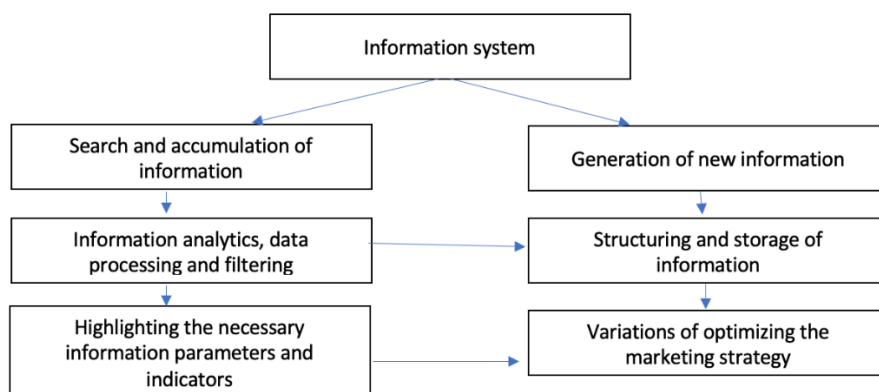 Information system
Search and accumulation of
information
Generation of new information
Information analytics, data
processing and filtering
Structuring and storage of
information
Highlighting the necessary
information parameters and
indicators
Variations of optimizing the
marketing strategy